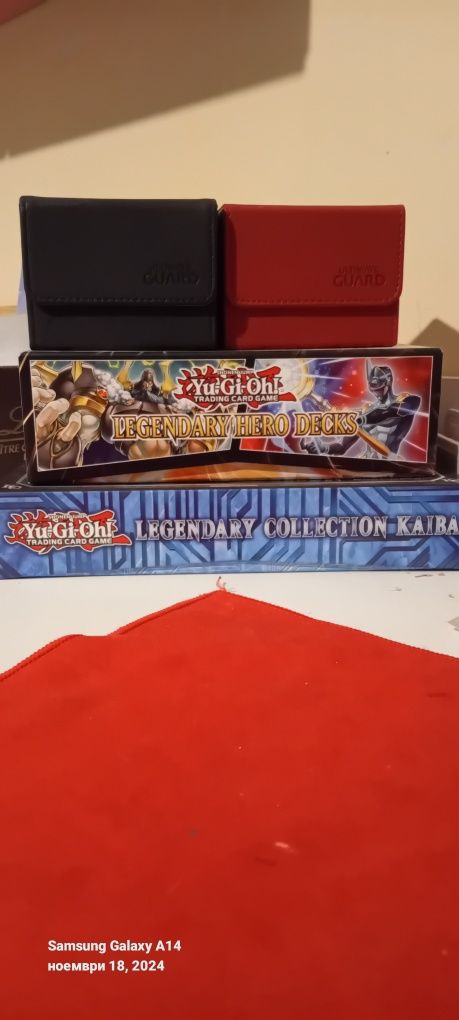 ULTIMATE
GUARD
ULTIMATE
GUARD
Yu-Gi-Oh!
TRADING CARD GAME
LEGENDARY HERO DECKS
Yu-Gi-Oh!
TRADING CARD GAME
LEGENDARY COLLECTION KAIBA
Samsung Galaxy A14
ноември 18, 2024